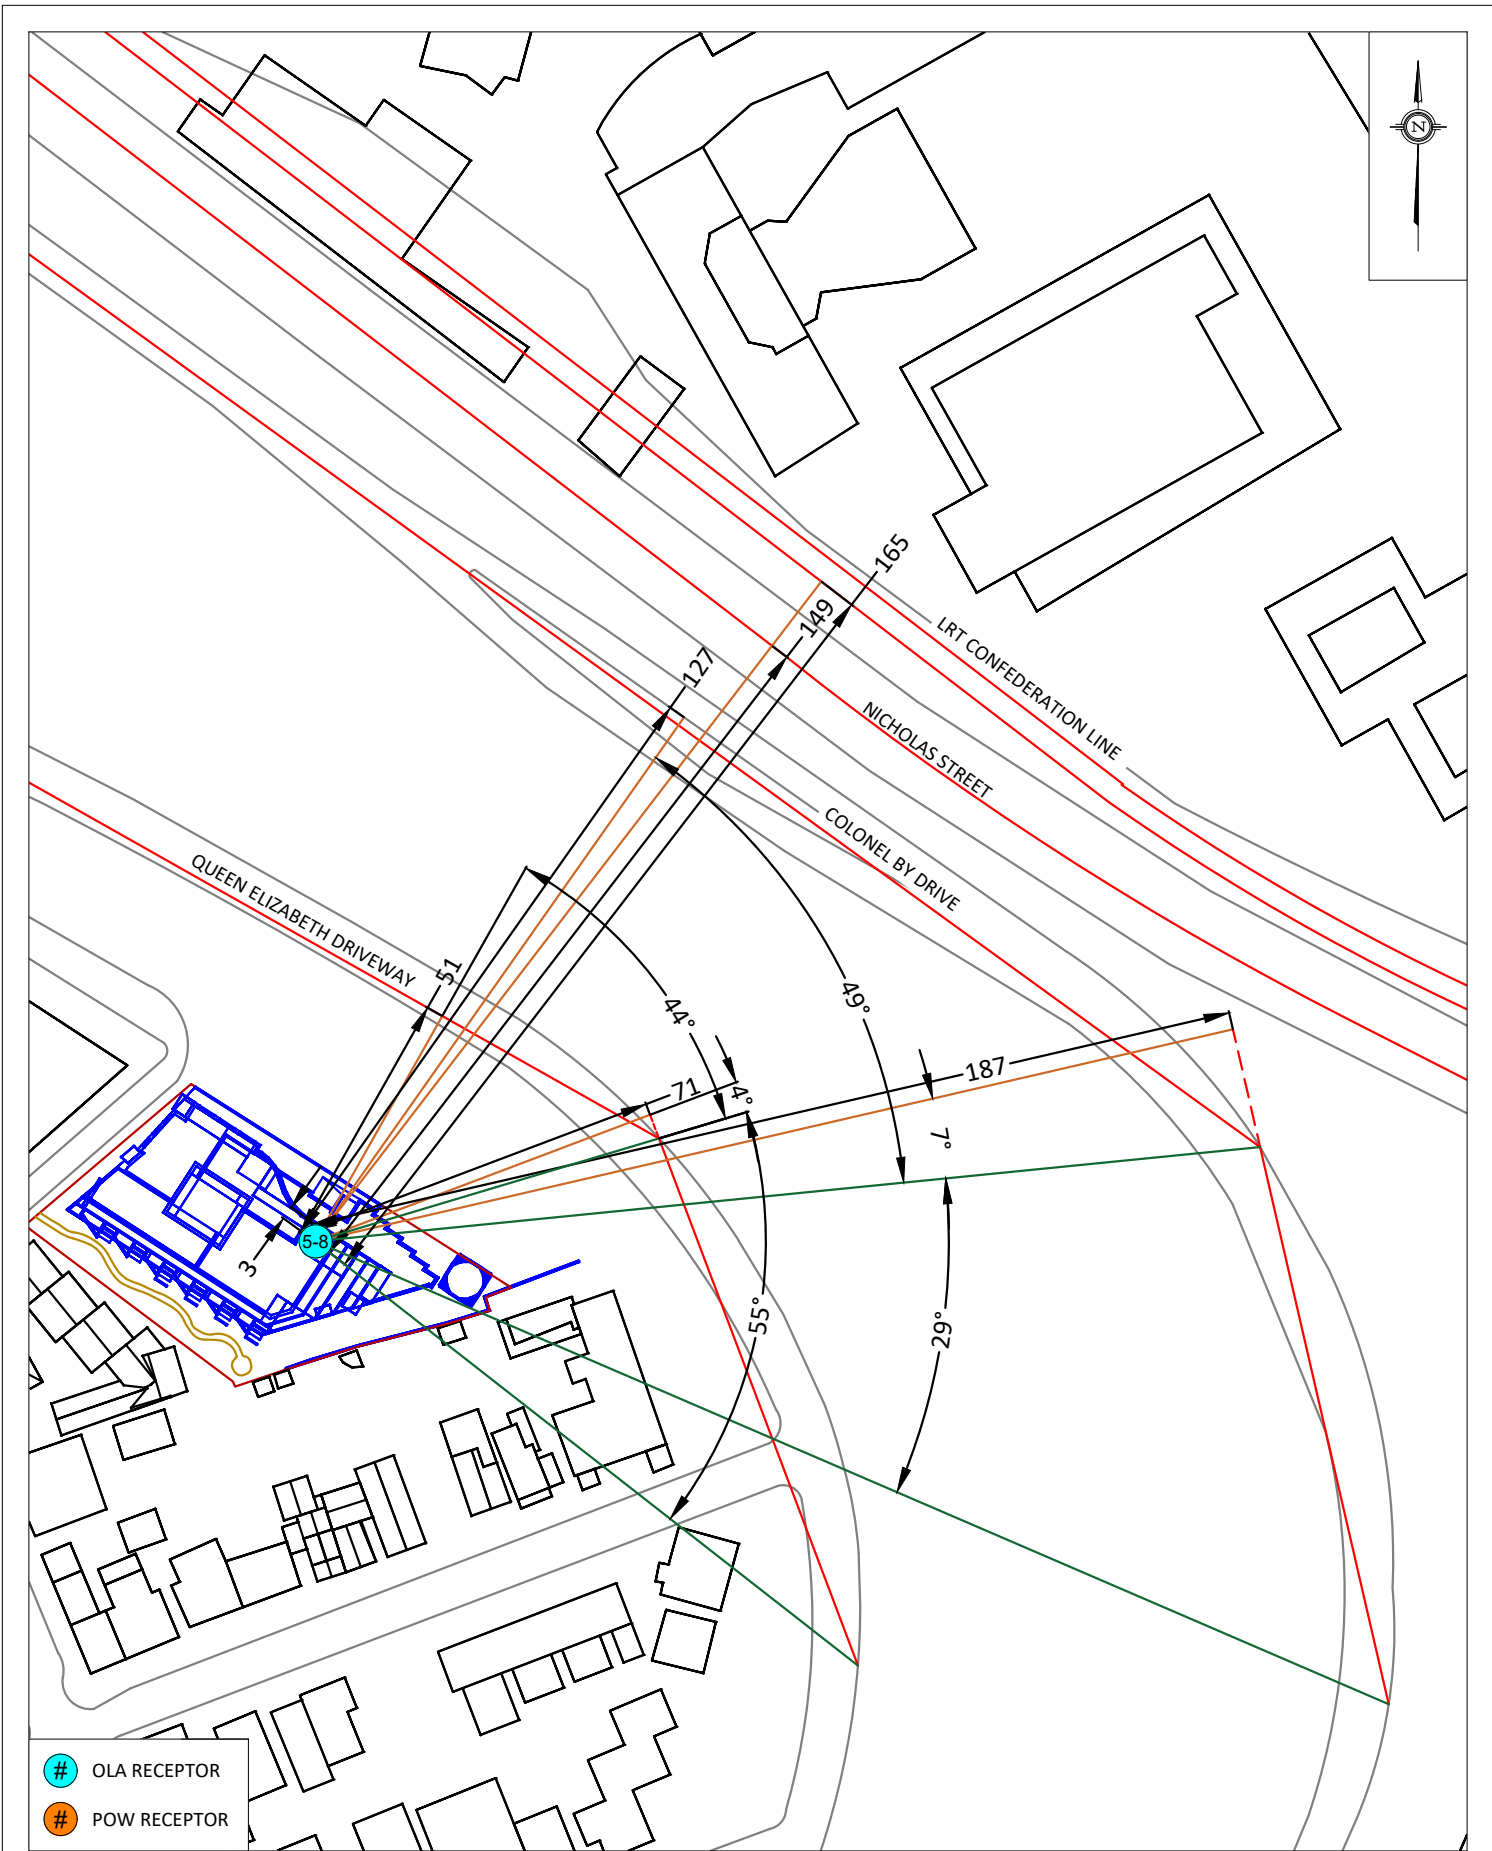 N
165
149
127
LRT CONFEDERATION LINE
NICHOLAS STREET
COLONEL BY DRIVE
QUEEN ELIZABETH DRIVEWAY
51
44°
49°
187
71
4°
7°
5-8
3
55°
29°
# OLA RECEPTOR
# POW RECEPTOR